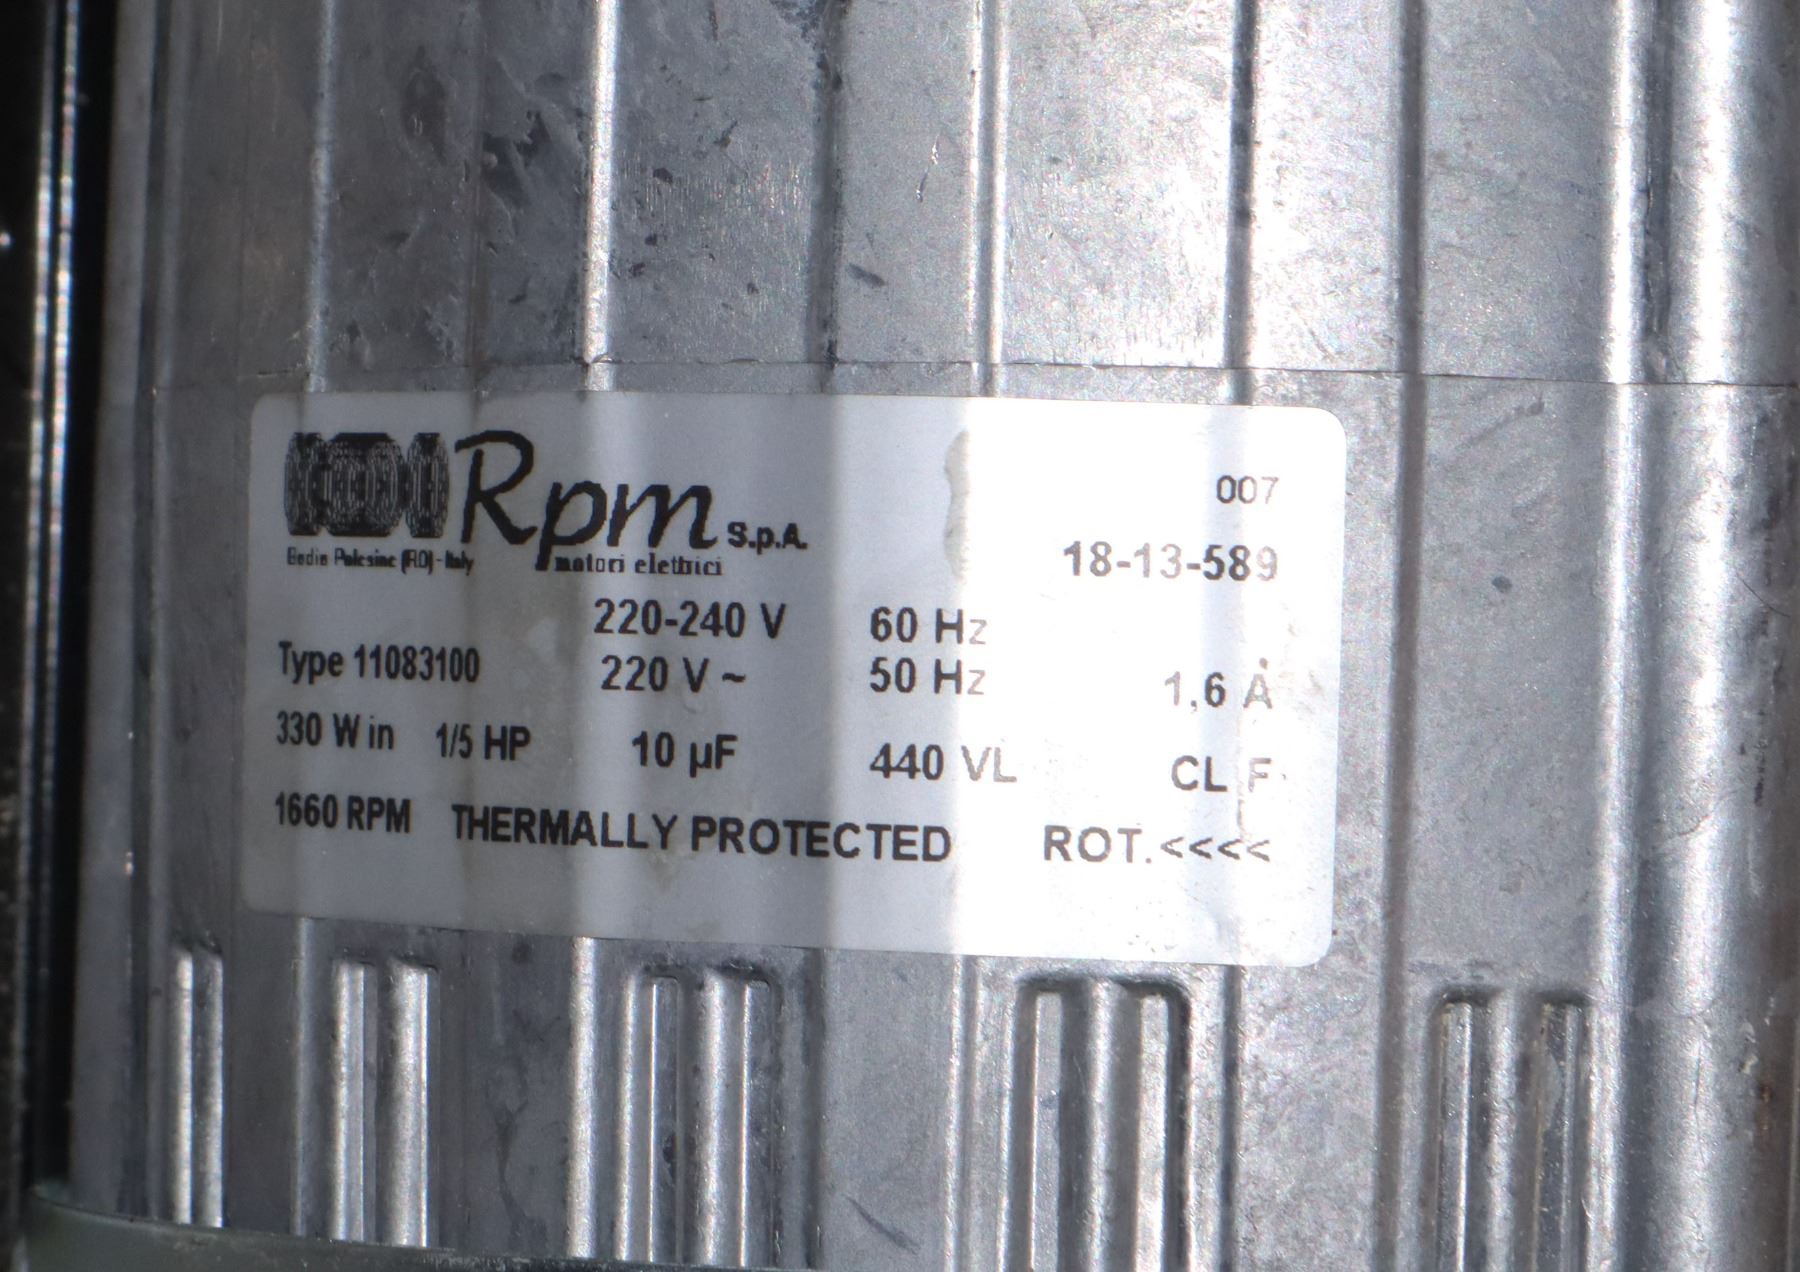 Rpm S.p.A.
Badia Polesine (RO) - Italy motori elettrici
007
18-13-589
220-240 V 60 Hz
Type 11083100 220 V ~ 50 Hz 1,6 A
330 W in 1/5 HP 10 µF 440 VL CL F
1660 RPM THERMALLY PROTECTED ROT.<<<<